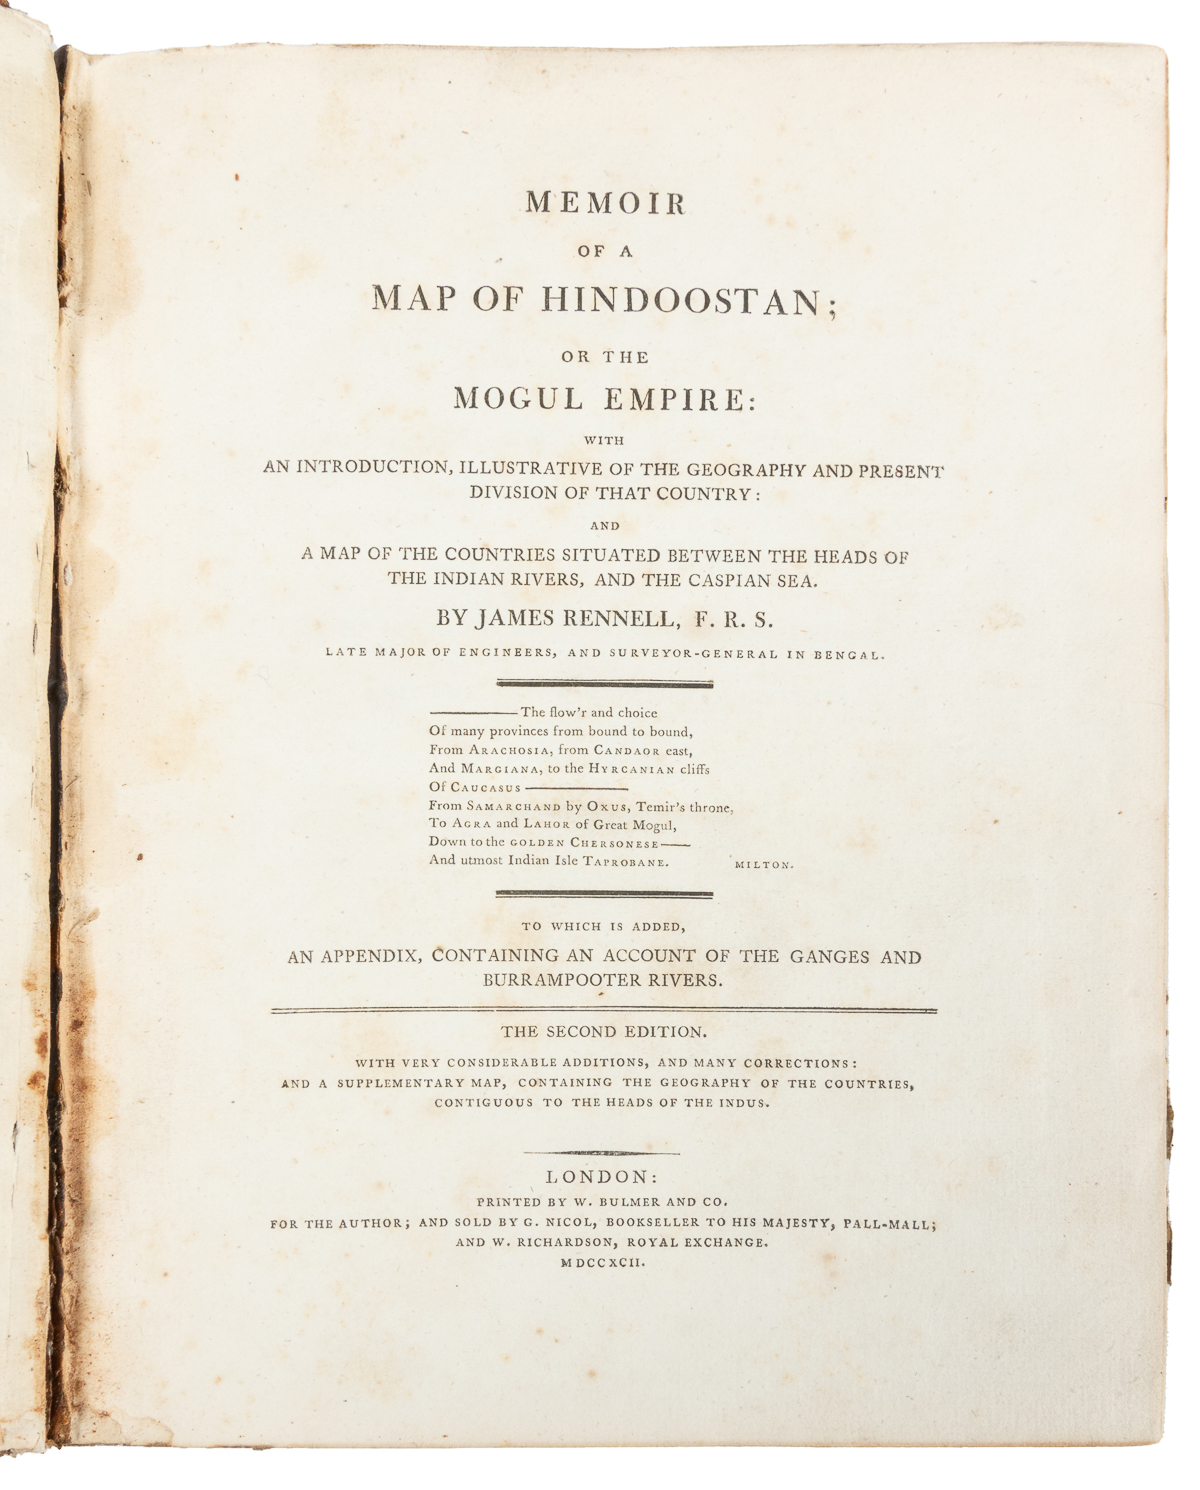 MEMOIR
OF A
MAP OF HINDOOSTAN;
OR THE
MOGUL EMPIRE:
WITH
AN INTRODUCTION, ILLUSTRATIVE OF THE GEOGRAPHY AND PRESENT
DIVISION OF THAT COUNTRY:
AND
A MAP OF THE COUNTRIES SITUATED BETWEEN THE HEADS OF
THE INDIAN RIVERS, AND THE CASPIAN SEA.
BY JAMES RENNELL, F. R. S.
LATE MAJOR OF ENGINEERS, AND SURVEYOR-GENERAL IN BENGAL.
———— The flow'r and choice
Of many provinces from bound to bound,
From ARACHOSIA, from CANDAOR east,
And MARGIANA, to the HYRCANIAN cliffs
Of CAUCASUS ————
From SAMARCHAND by OXUS, Temir's throne,
To AGRA and LAHOR of Great Mogul,
Down to the GOLDEN CHERSONESE——
And utmost Indian Isle TAPROBANE. MILTON.
TO WHICH IS ADDED,
AN APPENDIX, CONTAINING AN ACCOUNT OF THE GANGES AND
BURRAMPOOTER RIVERS.
THE SECOND EDITION.
WITH VERY CONSIDERABLE ADDITIONS, AND MANY CORRECTIONS:
AND A SUPPLEMENTARY MAP, CONTAINING THE GEOGRAPHY OF THE COUNTRIES,
CONTIGUOUS TO THE HEADS OF THE INDUS.
LONDON:
PRINTED BY W. BULMER AND CO.
FOR THE AUTHOR; AND SOLD BY G. NICOL, BOOKSELLER TO HIS MAJESTY, PALL-MALL;
AND W. RICHARDSON, ROYAL EXCHANGE.
MDCCXCII.